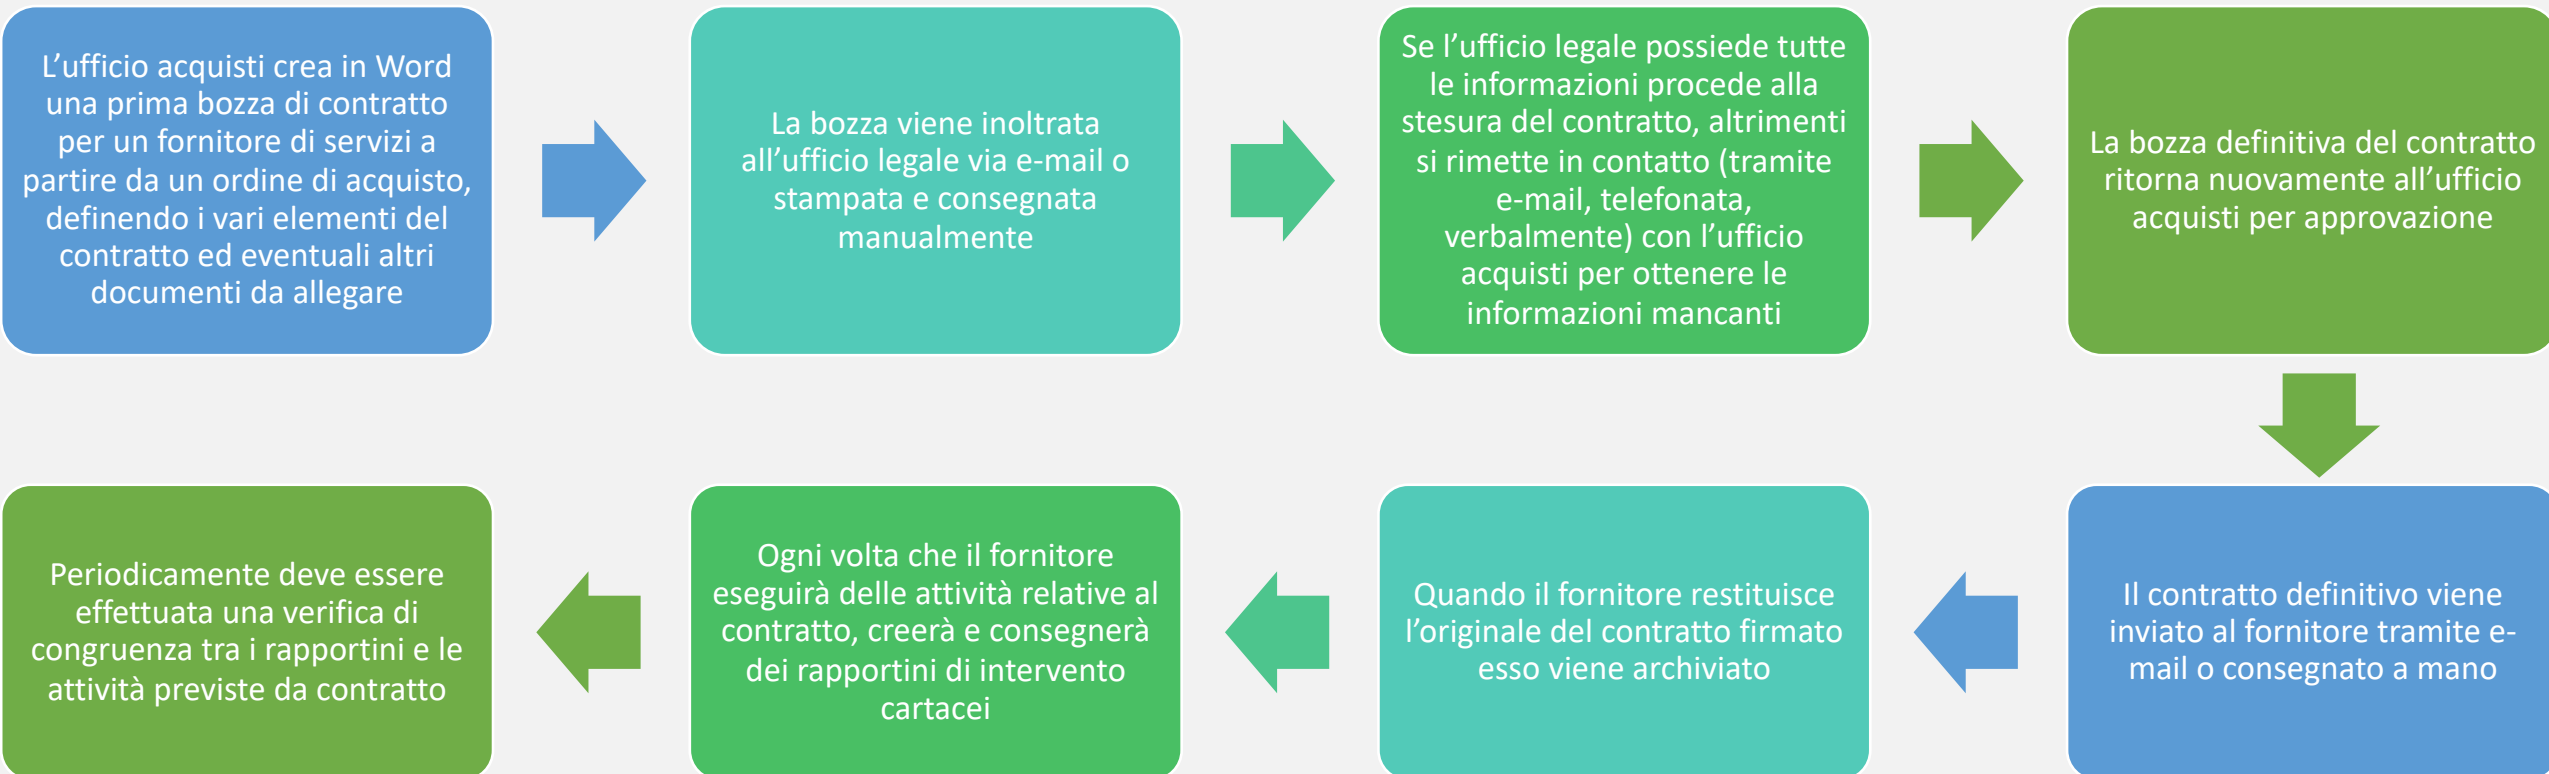 L’ufficio acquisti crea in Word
una prima bozza di contratto
per un fornitore di servizi a
partire da un ordine di acquisto,
definendo i vari elementi del
contratto ed eventuali altri
documenti da allegare
La bozza viene inoltrata
all’ufficio legale via e-mail o
stampata e consegnata
manualmente
Se l’ufficio legale possiede tutte
le informazioni procede alla
stesura del contratto, altrimenti
si rimette in contatto (tramite
e-mail, telefonata,
verbalmente) con l’ufficio
acquisti per ottenere le
informazioni mancanti
La bozza definitiva del contratto
ritorna nuovamente all’ufficio
acquisti per approvazione
Il contratto definitivo viene
inviato al fornitore tramite e-
mail o consegnato a mano
Quando il fornitore restituisce
l’originale del contratto firmato
esso viene archiviato
Ogni volta che il fornitore
eseguirà delle attività relative al
contratto, creerà e consegnerà
dei rapportini di intervento
cartacei
Periodicamente deve essere
effettuata una verifica di
congruenza tra i rapportini e le
attività previste da contratto